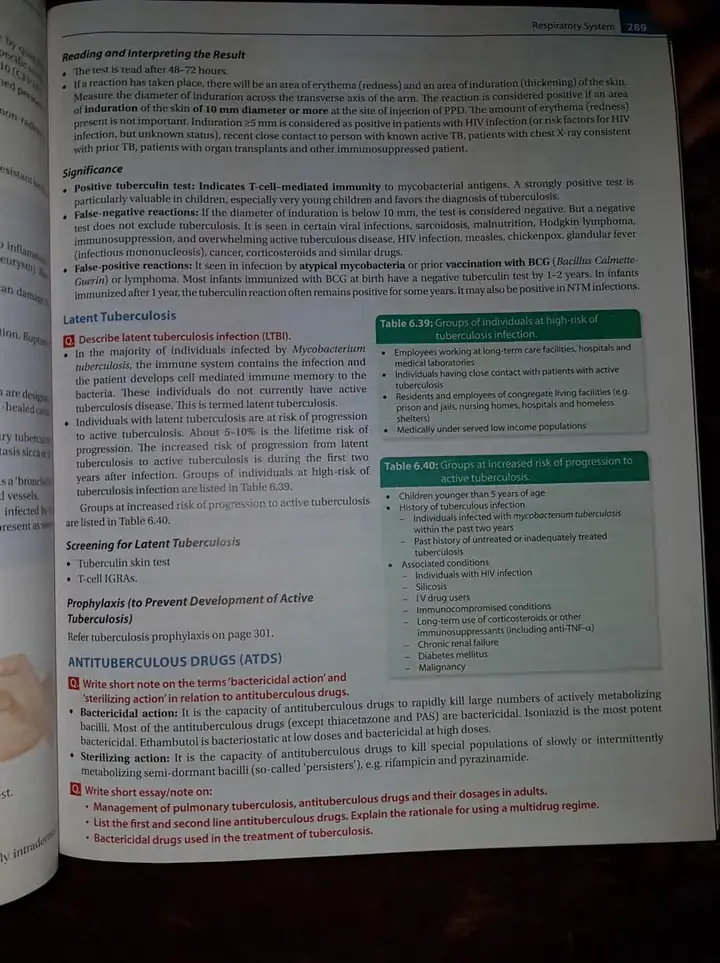 Respiratory System 289
Reading and Interpreting the Result
• The test is read after 48–72 hours.
• If a reaction has taken place, there will be an area of erythema (redness) and an area of induration (thickening) of the skin.
Measure the diameter of induration across the transverse axis of the arm. The reaction is considered positive if an area
of induration of the skin of 10 mm diameter or more at the site of injection of PPD. The amount of erythema (redness)
present is not important. Induration ≥5 mm is considered as positive in patients with HIV infection (or risk factors for HIV
infection, but unknown status), recent close contact to person with known active TB, patients with chest X-ray consistent
with prior TB, patients with organ transplants and other immunosuppressed patient.
Significance
• Positive tuberculin test: Indicates T-cell–mediated immunity to mycobacterial antigens. A strongly positive test is
particularly valuable in children, especially very young children and favors the diagnosis of tuberculosis.
• False-negative reactions: If the diameter of induration is below 10 mm, the test is considered negative. But a negative
test does not exclude tuberculosis. It is seen in certain viral infections, sarcoidosis, malnutrition, Hodgkin lymphoma,
immunosuppression, and overwhelming active tuberculous disease, HIV infection, measles, chickenpox, glandular fever
(infectious mononucleosis), cancer, corticosteroids and similar drugs.
• False-positive reactions: It seen in infection by atypical mycobacteria or prior vaccination with BCG (Bacillus Calmette-
Guerin) or lymphoma. Most infants immunized with BCG at birth have a negative tuberculin test by 1–2 years. In infants
immunized after 1 year, the tuberculin reaction often remains positive for some years. It may also be positive in NTM infections.
Latent Tuberculosis
Q. Describe latent tuberculosis infection (LTBI).
• In the majority of individuals infected by Mycobacterium
tuberculosis, the immune system contains the infection and
the patient develops cell mediated immune memory to the
bacteria. These individuals do not currently have active
tuberculosis disease. This is termed latent tuberculosis.
• Individuals with latent tuberculosis are at risk of progression
to active tuberculosis. About 5–10% is the lifetime risk of
progression. The increased risk of progression from latent
tuberculosis to active tuberculosis is during the first two
years after infection. Groups of individuals at high-risk of
tuberculosis infection are listed in Table 6.39.
Groups at increased risk of progression to active tuberculosis
are listed in Table 6.40.
Screening for Latent Tuberculosis
• Tuberculin skin test
• T-cell IGRAs.
Prophylaxis (to Prevent Development of Active
Tuberculosis)
Refer tuberculosis prophylaxis on page 301.
Table 6.39: Groups of individuals at high-risk of
tuberculosis infection.
• Employees working at long-term care facilities, hospitals and
medical laboratories
• Individuals having close contact with patients with active
tuberculosis
• Residents and employees of congregate living facilities (e.g.
prison and jails, nursing homes, hospitals and homeless
shelters)
• Medically under served low income populations
Table 6.40: Groups at increased risk of progression to
active tuberculosis.
• Children younger than 5 years of age
• History of tuberculous infection
– Individuals infected with mycobacterium tuberculosis
within the past two years
– Past history of untreated or inadequately treated
tuberculosis
• Associated conditions
– Individuals with HIV infection
– Silicosis
– IV drug users
– Immunocompromised conditions
– Long-term use of corticosteroids or other
immunosuppressants (including anti-TNF-α)
– Chronic renal failure
– Diabetes mellitus
– Malignancy
ANTITUBERCULOUS DRUGS (ATDS)
Q. Write short note on the terms 'bactericidal action' and
'sterilizing action' in relation to antituberculous drugs.
• Bactericidal action: It is the capacity of antituberculous drugs to rapidly kill large numbers of actively metabolizing
bacilli. Most of the antituberculous drugs (except thiacetazone and PAS) are bactericidal. Isoniazid is the most potent
bactericidal. Ethambutol is bacteriostatic at low doses and bactericidal at high doses.
• Sterilizing action: It is the capacity of antituberculous drugs to kill special populations of slowly or intermittently
metabolizing semi-dormant bacilli (so-called 'persisters'), e.g. rifampicin and pyrazinamide.
Q. Write short essay/note on:
• Management of pulmonary tuberculosis, antituberculous drugs and their dosages in adults.
• List the first and second line antituberculous drugs. Explain the rationale for using a multidrug regime.
• Bactericidal drugs used in the treatment of tuberculosis.